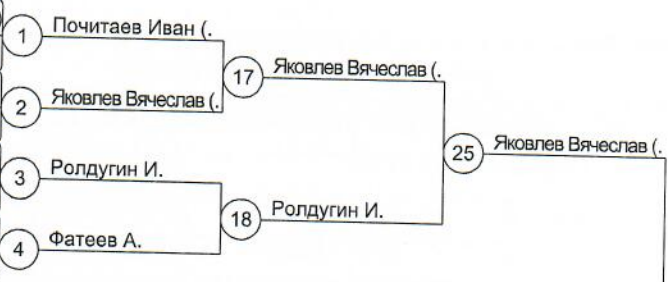 1 Почитаев Иван (.
17 Яковлев Вячеслав (.
2 Яковлев Вячеслав (.
25 Яковлев Вячеслав (.
3 Ролдугин И.
18 Ролдугин И.
4 Фатеев А.